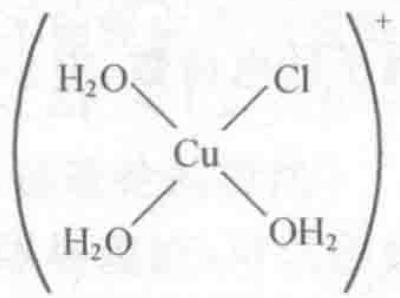 +
H₂O Cl
Cu
H₂O OH₂